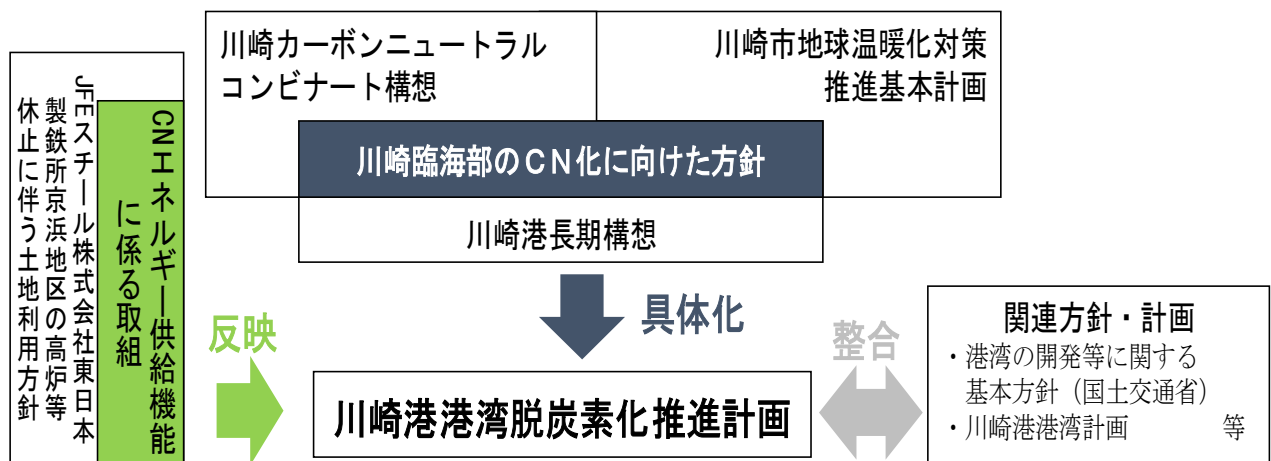 川崎カーボンニュートラル
コンビナート構想
川崎市地球温暖化対策
推進基本計画
川崎臨海部のCN化に向けた方針
川崎港長期構想
JFEスチール株式会社東日本
製鉄所京浜地区の高炉等
休止に伴う土地利用方針
CNエネルギー供給機能
に係る取組
反映
具体化
整合
川崎港港湾脱炭素化推進計画
関連方針・計画
・港湾の開発等に関する
基本方針（国土交通省）
・川崎港港湾計画 等